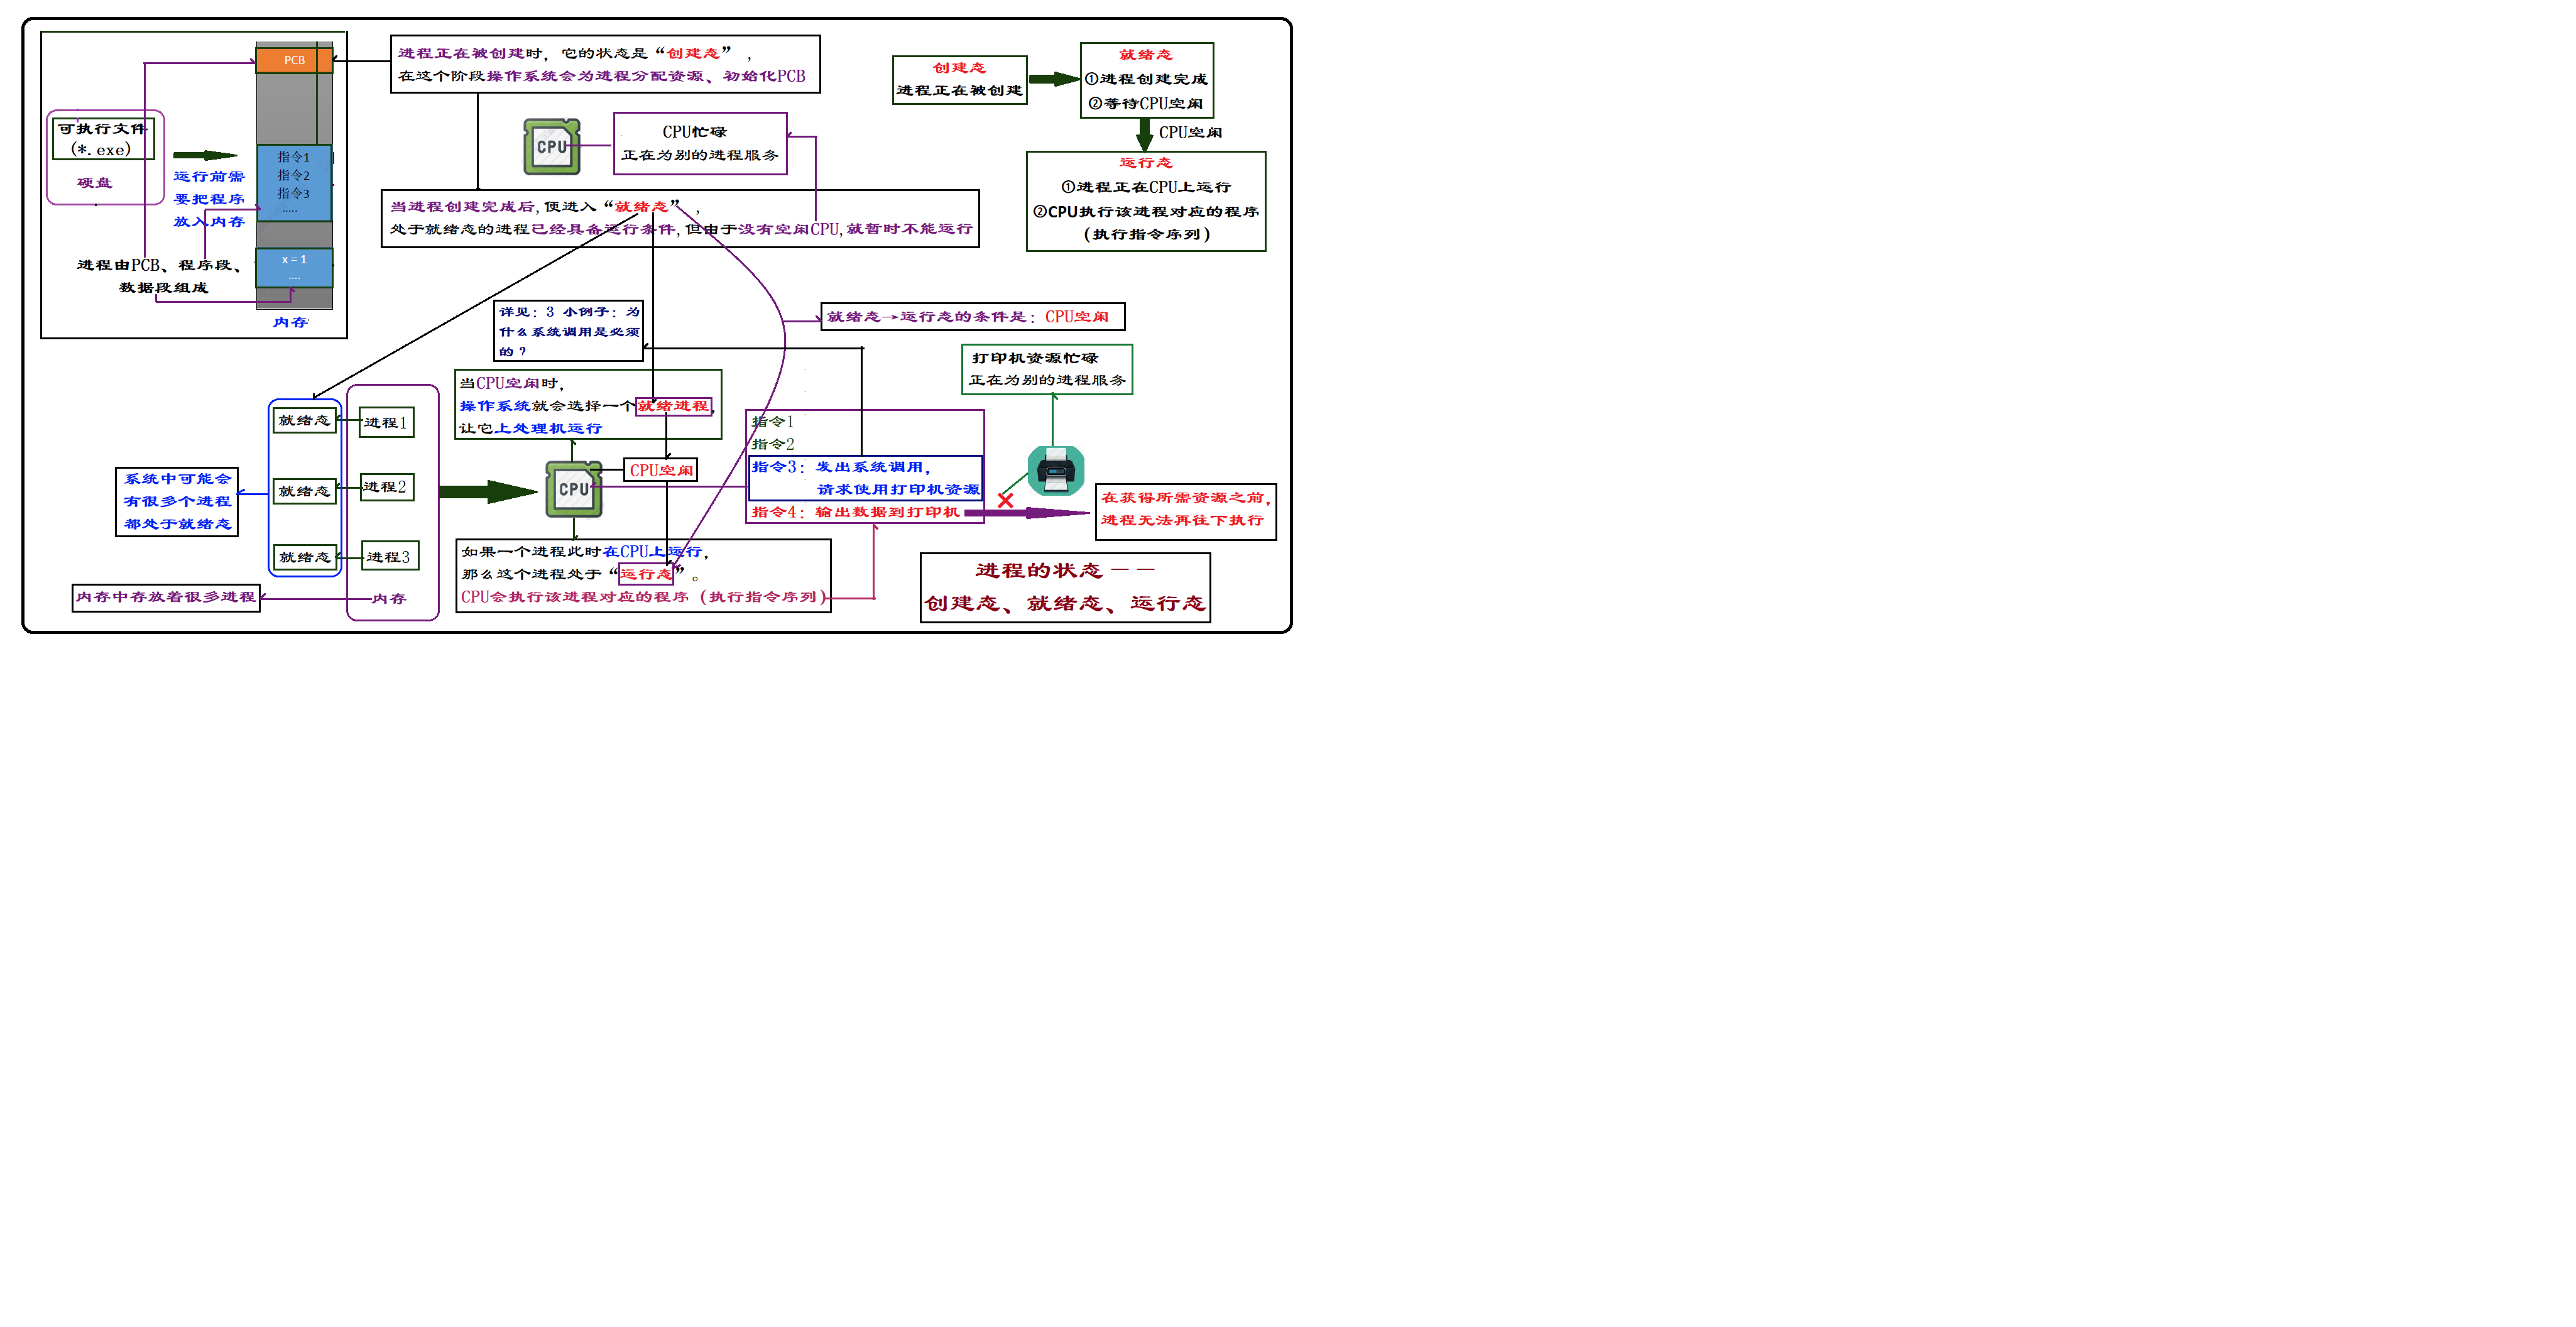 PCB
可执行文件
(*.exe)
硬盘
运行前需
要把程序
放入内存
指令1
指令2
指令3
.....
x = 1
....
进程由PCB、程序段、
数据段组成
内存
进程正在被创建时，它的状态是“创建态”，
在这个阶段操作系统会为进程分配资源、初始化PCB
CPU
CPU忙碌
正在为别的进程服务
当进程创建完成后,便进入“就绪态”，
处于就绪态的进程已经具备运行条件,但由于没有空闲CPU,就暂时不能运行
创建态
进程正在被创建
就绪态
①进程创建完成
②等待CPU空闲
CPU空闲
运行态
①进程正在CPU上运行
②CPU执行该进程对应的程序
（执行指令序列）
详见：3 小例子：为
什么系统调用是必须
的？
就绪态→运行态的条件是：CPU空闲
打印机资源忙碌
正在为别的进程服务
当CPU空闲时，
操作系统就会选择一个就绪进程，
让它上处理机运行
就绪态
进程1
就绪态
进程2
就绪态
进程3
系统中可能会
有很多个进程
都处于就绪态
内存中存放着很多进程
内存
CPU
CPU空闲
指令1
指令2
指令3：发出系统调用，
请求使用打印机资源
指令4：输出数据到打印机
在获得所需资源之前，
进程无法再往下执行
如果一个进程此时在CPU上运行，
那么这个进程处于“运行态”。
CPU会执行该进程对应的程序（执行指令序列）
进程的状态——
创建态、就绪态、运行态